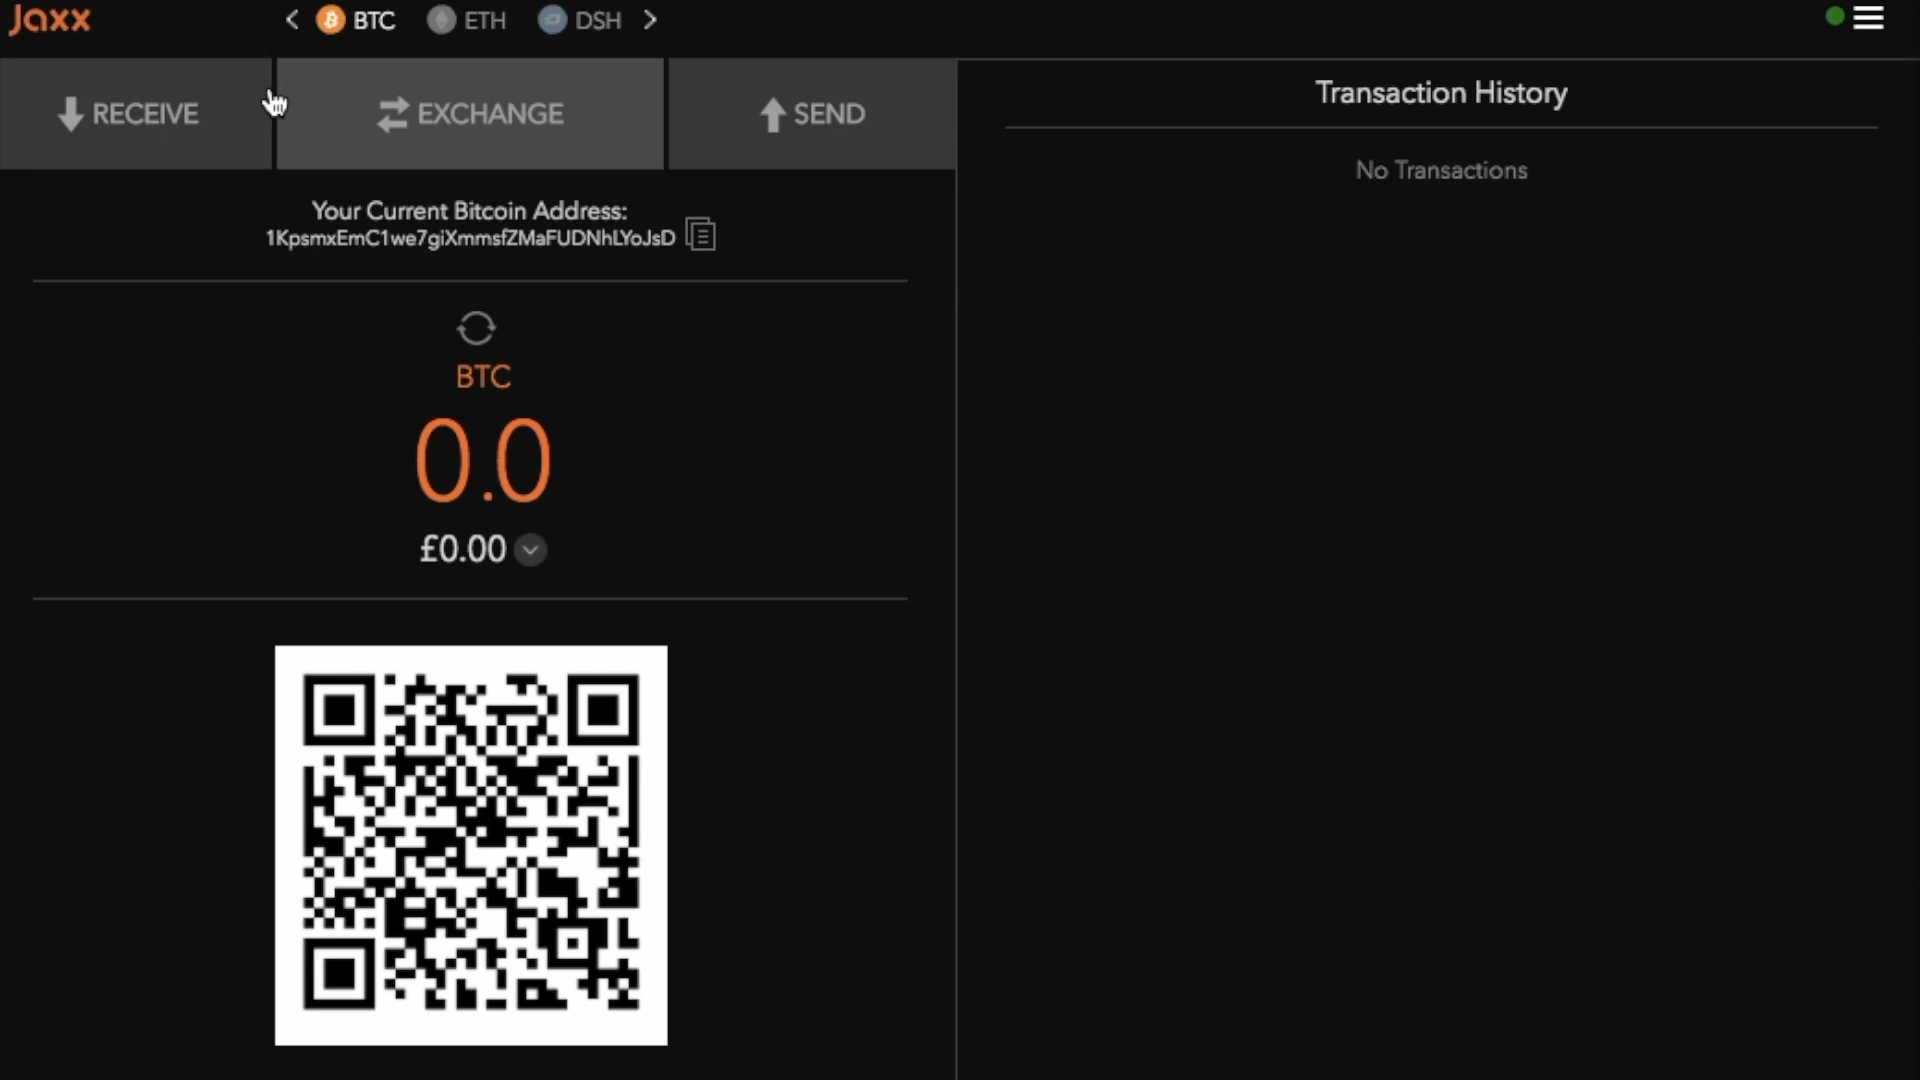 Jaxx
BTC
ETH
DSH
RECEIVE
EXCHANGE
SEND
Your Current Bitcoin Address:
1KpsmxEmC1we7giXmmsfZMaFUDNhLYoJsD
BTC
0.0
£0.00
Transaction History
No Transactions